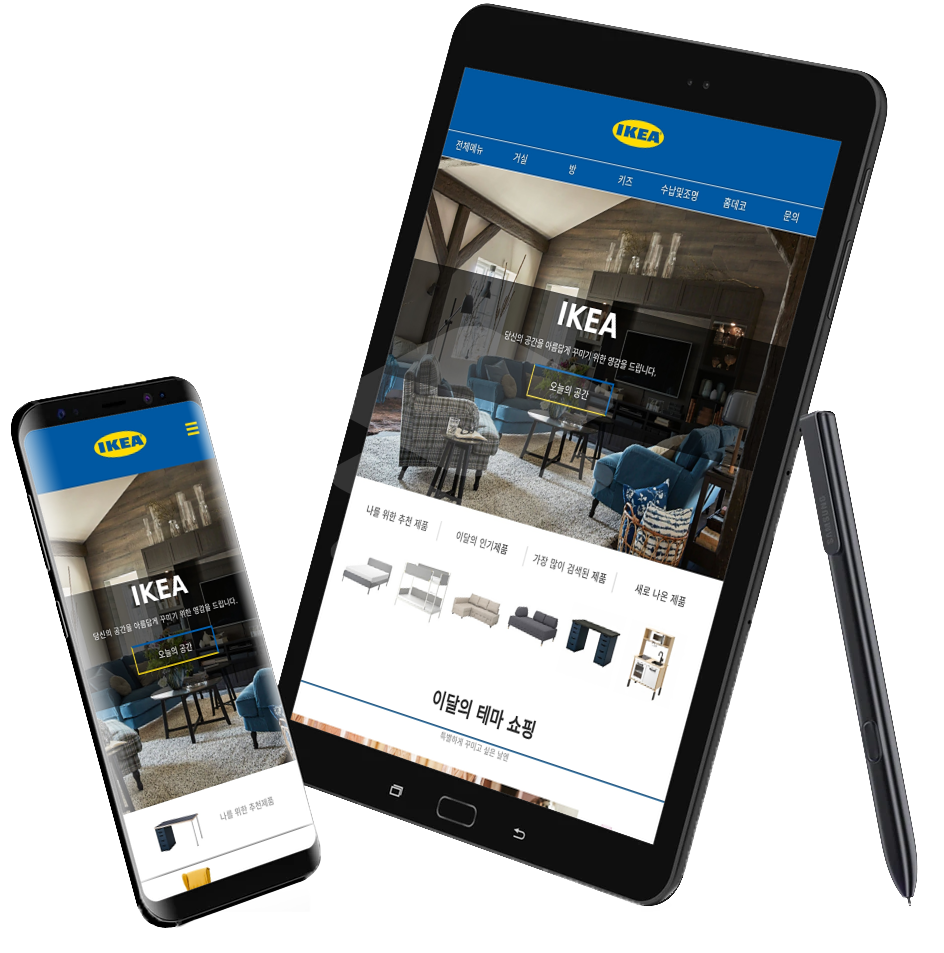 IKEA
전체메뉴
거실
방
키즈
수납및조명
홈데코
문의
IKEA
당신의 공간을 아름답게 꾸미기 위한 영감을 드립니다.
오늘의 공간
나를 위한 추천 제품
이달의 인기제품
가장 많이 검색된 제품
새로 나온 제품
이달의 테마 쇼핑
특별하게 꾸미고 싶은 날엔
IKEA
IKEA
당신의 공간을 아름답게 꾸미기 위한 영감을 드립니다.
오늘의 공간
나를 위한 추천제품